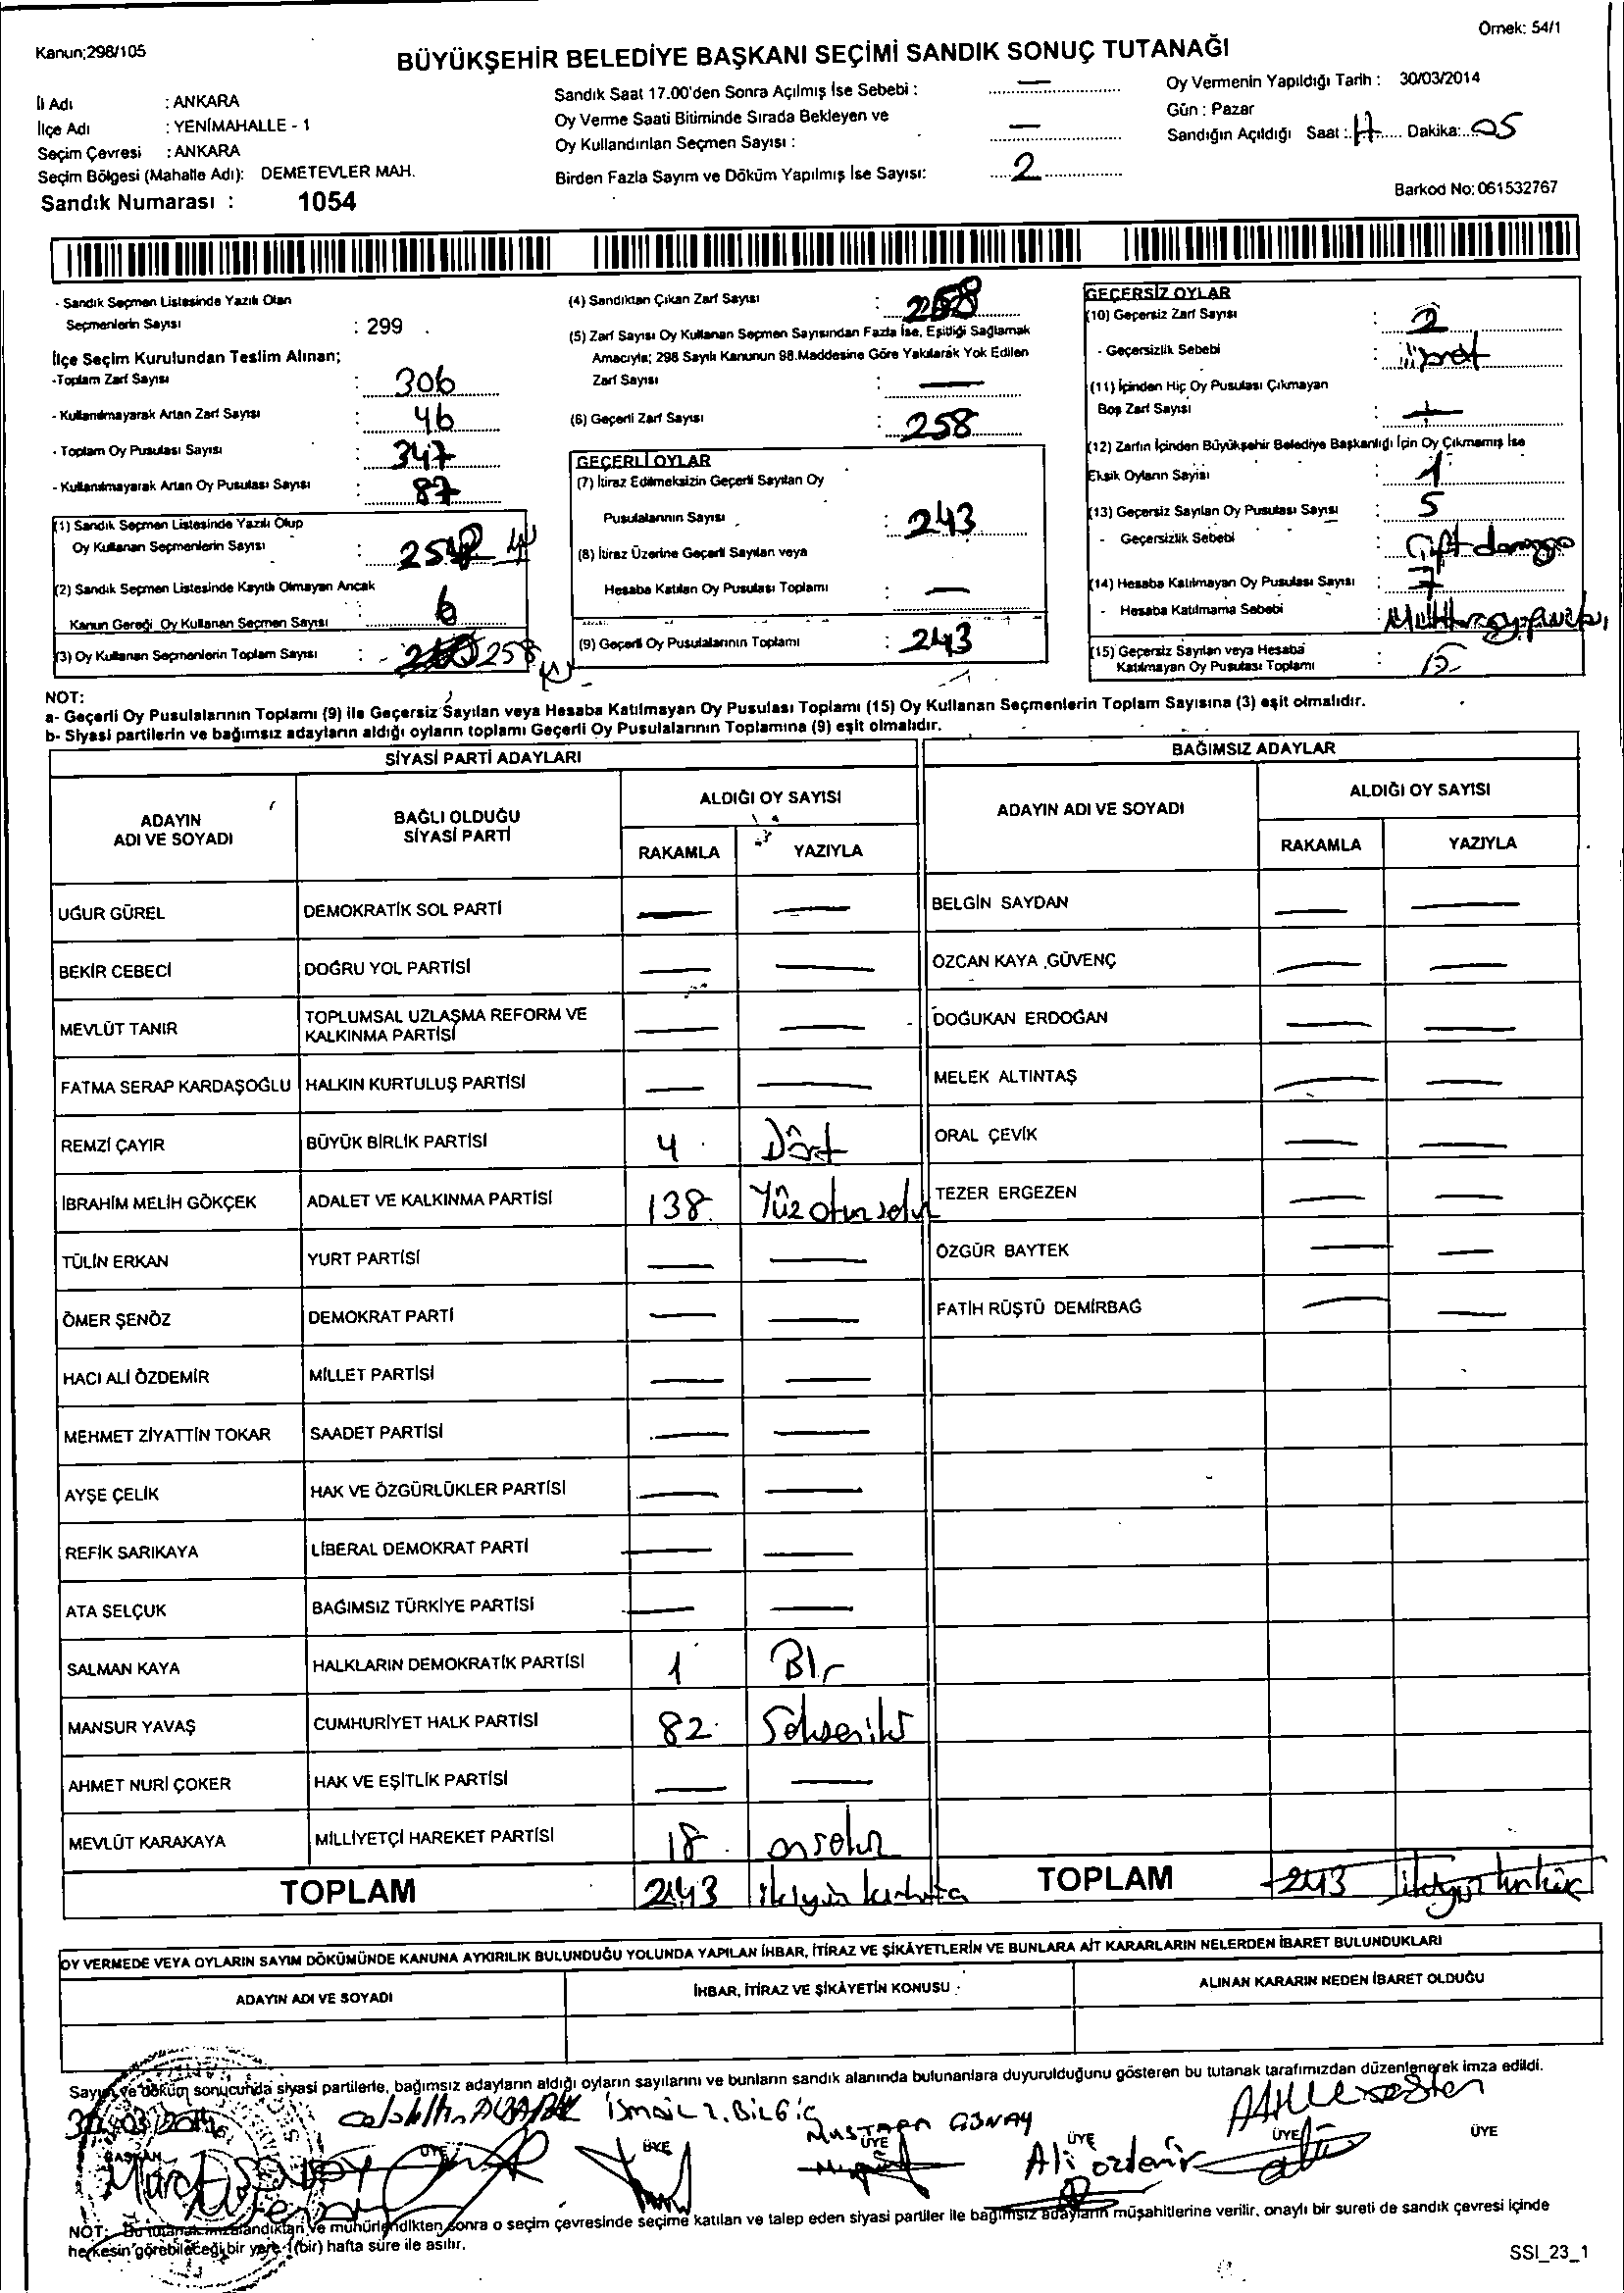 Kanun;298/105
Örnek: 54/1
BÜYÜKŞEHİR BELEDİYE BAŞKANI SEÇİMİ SANDIK SONUÇ TUTANAĞI
İl Adı : ANKARA
İlçe Adı : YENİMAHALLE - 1
Seçim Çevresi : ANKARA
Seçim Bölgesi (Mahalle Adı): DEMETEVLER MAH.
Sandık Numarası : 1054
Sandık Saat 17.00'den Sonra Açılmış İse Sebebi : —
Oy Verme Saati Bitiminde Sırada Bekleyen ve
Oy Kullandırılan Seçmen Sayısı : —
Birden Fazla Sayım ve Döküm Yapılmış İse Sayısı: 2
Oy Vermenin Yapıldığı Tarih : 30/03/2014
Gün : Pazar
Sandığın Açıldığı Saat : 17 Dakika: 05
Barkod No: 061532767
- Sandık Seçmen Listesinde Yazılı Olan
Seçmenlerin Sayısı : 299
İlçe Seçim Kurulundan Teslim Alınan;
-Toplam Zarf Sayısı : 306
- Kullanılmayarak Artan Zarf Sayısı : 46
- Toplam Oy Pusulası Sayısı : 347
- Kullanılmayarak Artan Oy Pusulası Sayısı : 87
(1) Sandık Seçmen Listesinde Yazılı Olup
Oy Kullanan Seçmenlerin Sayısı :
(2) Sandık Seçmen Listesinde Kayıtlı Olmayan Ancak
Kanun Gereği Oy Kullanan Seçmen Sayısı : 6
(3) Oy Kullanan Seçmenlerin Toplam Sayısı : 258
(4) Sandıktan Çıkan Zarf Sayısı : 258
(5) Zarf Sayısı Oy Kullanan Seçmen Sayısından Fazla İse, Eşitliği Sağlamak
Amacıyla; 298 Sayılı Kanunun 98.Maddesine Göre Yakılarak Yok Edilen
Zarf Sayısı : —
(6) Geçerli Zarf Sayısı : 258
GEÇERLİ OYLAR
(7) İtiraz Edilmeksizin Geçerli Sayılan Oy
Pusulalarının Sayısı : 243
(8) İtiraz Üzerine Geçerli Sayılan veya
Hesaba Katılan Oy Pusulası Toplamı : —
(9) Geçerli Oy Pusulalarının Toplamı : 243
GEÇERSİZ OYLAR
(10) Geçersiz Zarf Sayısı : 2
- Geçersizlik Sebebi :
(11) İçinden Hiç Oy Pusulası Çıkmayan
Boş Zarf Sayısı :
(12) Zarfın İçinden Büyükşehir Belediye Başkanlığı İçin Oy Çıkmamış İse
Eksik Oyların Sayısı : 1
(13) Geçersiz Sayılan Oy Pusulası Sayısı : 5
- Geçersizlik Sebebi : Çift damga
(14) Hesaba Katılmayan Oy Pusulası Sayısı : 7
- Hesaba Katılmama Sebebi :
(15) Geçersiz Sayılan veya Hesaba
Katılmayan Oy Pusulası Toplamı : 15
NOT:
a- Geçerli Oy Pusulalarının Toplamı (9) ile Geçersiz Sayılan veya Hesaba Katılmayan Oy Pusulası Toplamı (15) Oy Kullanan Seçmenlerin Toplam Sayısına (3) eşit olmalıdır.
b- Siyasi partilerin ve bağımsız adayların aldığı oyların toplamı Geçerli Oy Pusulalarının Toplamına (9) eşit olmalıdır.
SİYASİ PARTİ ADAYLARI
ADAYIN ADI VE SOYADI
BAĞLI OLDUĞU SİYASİ PARTİ
ALDIĞI OY SAYISI
RAKAMLA YAZIYLA
UĞUR GÜREL DEMOKRATİK SOL PARTİ — —
BEKİR CEBECİ DOĞRU YOL PARTİSİ — —
MEVLÜT TANIR TOPLUMSAL UZLAŞMA REFORM VE KALKINMA PARTİSİ — —
FATMA SERAP KARDAŞOĞLU HALKIN KURTULUŞ PARTİSİ — —
REMZİ ÇAYIR BÜYÜK BİRLİK PARTİSİ 4 Dört
İBRAHİM MELİH GÖKÇEK ADALET VE KALKINMA PARTİSİ 138 Yüzotuzsekiz
TÜLİN ERKAN YURT PARTİSİ — —
ÖMER ŞENÖZ DEMOKRAT PARTİ — —
HACI ALİ ÖZDEMİR MİLLET PARTİSİ — —
MEHMET ZİYATTİN TOKAR SAADET PARTİSİ — —
AYŞE ÇELİK HAK VE ÖZGÜRLÜKLER PARTİSİ — —
REFİK SARIKAYA LİBERAL DEMOKRAT PARTİ — —
ATA SELÇUK BAĞIMSIZ TÜRKİYE PARTİSİ — —
SALMAN KAYA HALKLARIN DEMOKRATİK PARTİSİ 1 Bir
MANSUR YAVAŞ CUMHURİYET HALK PARTİSİ 82 Seksen iki
AHMET NURİ ÇOKER HAK VE EŞİTLİK PARTİSİ — —
MEVLÜT KARAKAYA MİLLİYETÇİ HAREKET PARTİSİ 18 onsekiz
TOPLAM 243
BAĞIMSIZ ADAYLAR
ADAYIN ADI VE SOYADI
ALDIĞI OY SAYISI
RAKAMLA YAZIYLA
BELGİN SAYDAN — —
ÖZCAN KAYA GÜVENÇ — —
DOĞUKAN ERDOĞAN — —
MELEK ALTINTAŞ — —
ORAL ÇEVİK — —
TEZER ERGEZEN — —
ÖZGÜR BAYTEK — —
FATİH RÜŞTÜ DEMİRBAĞ — —
TOPLAM 243
OY VERMEDE VEYA OYLARIN SAYIM DÖKÜMÜNDE KANUNA AYKIRILIK BULUNDUĞU YOLUNDA YAPILAN İHBAR, İTİRAZ VE ŞİKÂYETLERİN VE BUNLARA AİT KARARLARIN NELERDEN İBARET BULUNDUKLARI
ADAYIN ADI VE SOYADI
İHBAR, İTİRAZ VE ŞİKÂYETİN KONUSU
ALINAN KARARIN NEDEN İBARET OLDUĞU
Sayım ve döküm sonucunda siyasi partilerle, bağımsız adayların aldığı oyların sayılarını ve bunların sandık alanında bulunanlara duyurulduğunu gösteren bu tutanak tarafımızdan düzenlenerek imza edildi.
30/03/2014
İSMAİL Z. BİLGİÇ
MUSTAFA GÜNAY
Ali özdemir
BAŞKAN ÜYE ÜYE ÜYE ÜYE ÜYE ÜYE
Murat
NOT: Bu tutanak imzalandıktan ve mühürlendikten sonra o seçim çevresinde seçime katılan ve talep eden siyasi partiler ile bağımsız adayların müşahitlerine verilir, onaylı bir sureti de sandık çevresi içinde
herkesin görebileceği bir yere 1 (bir) hafta süre ile asılır.
SSI_23_1